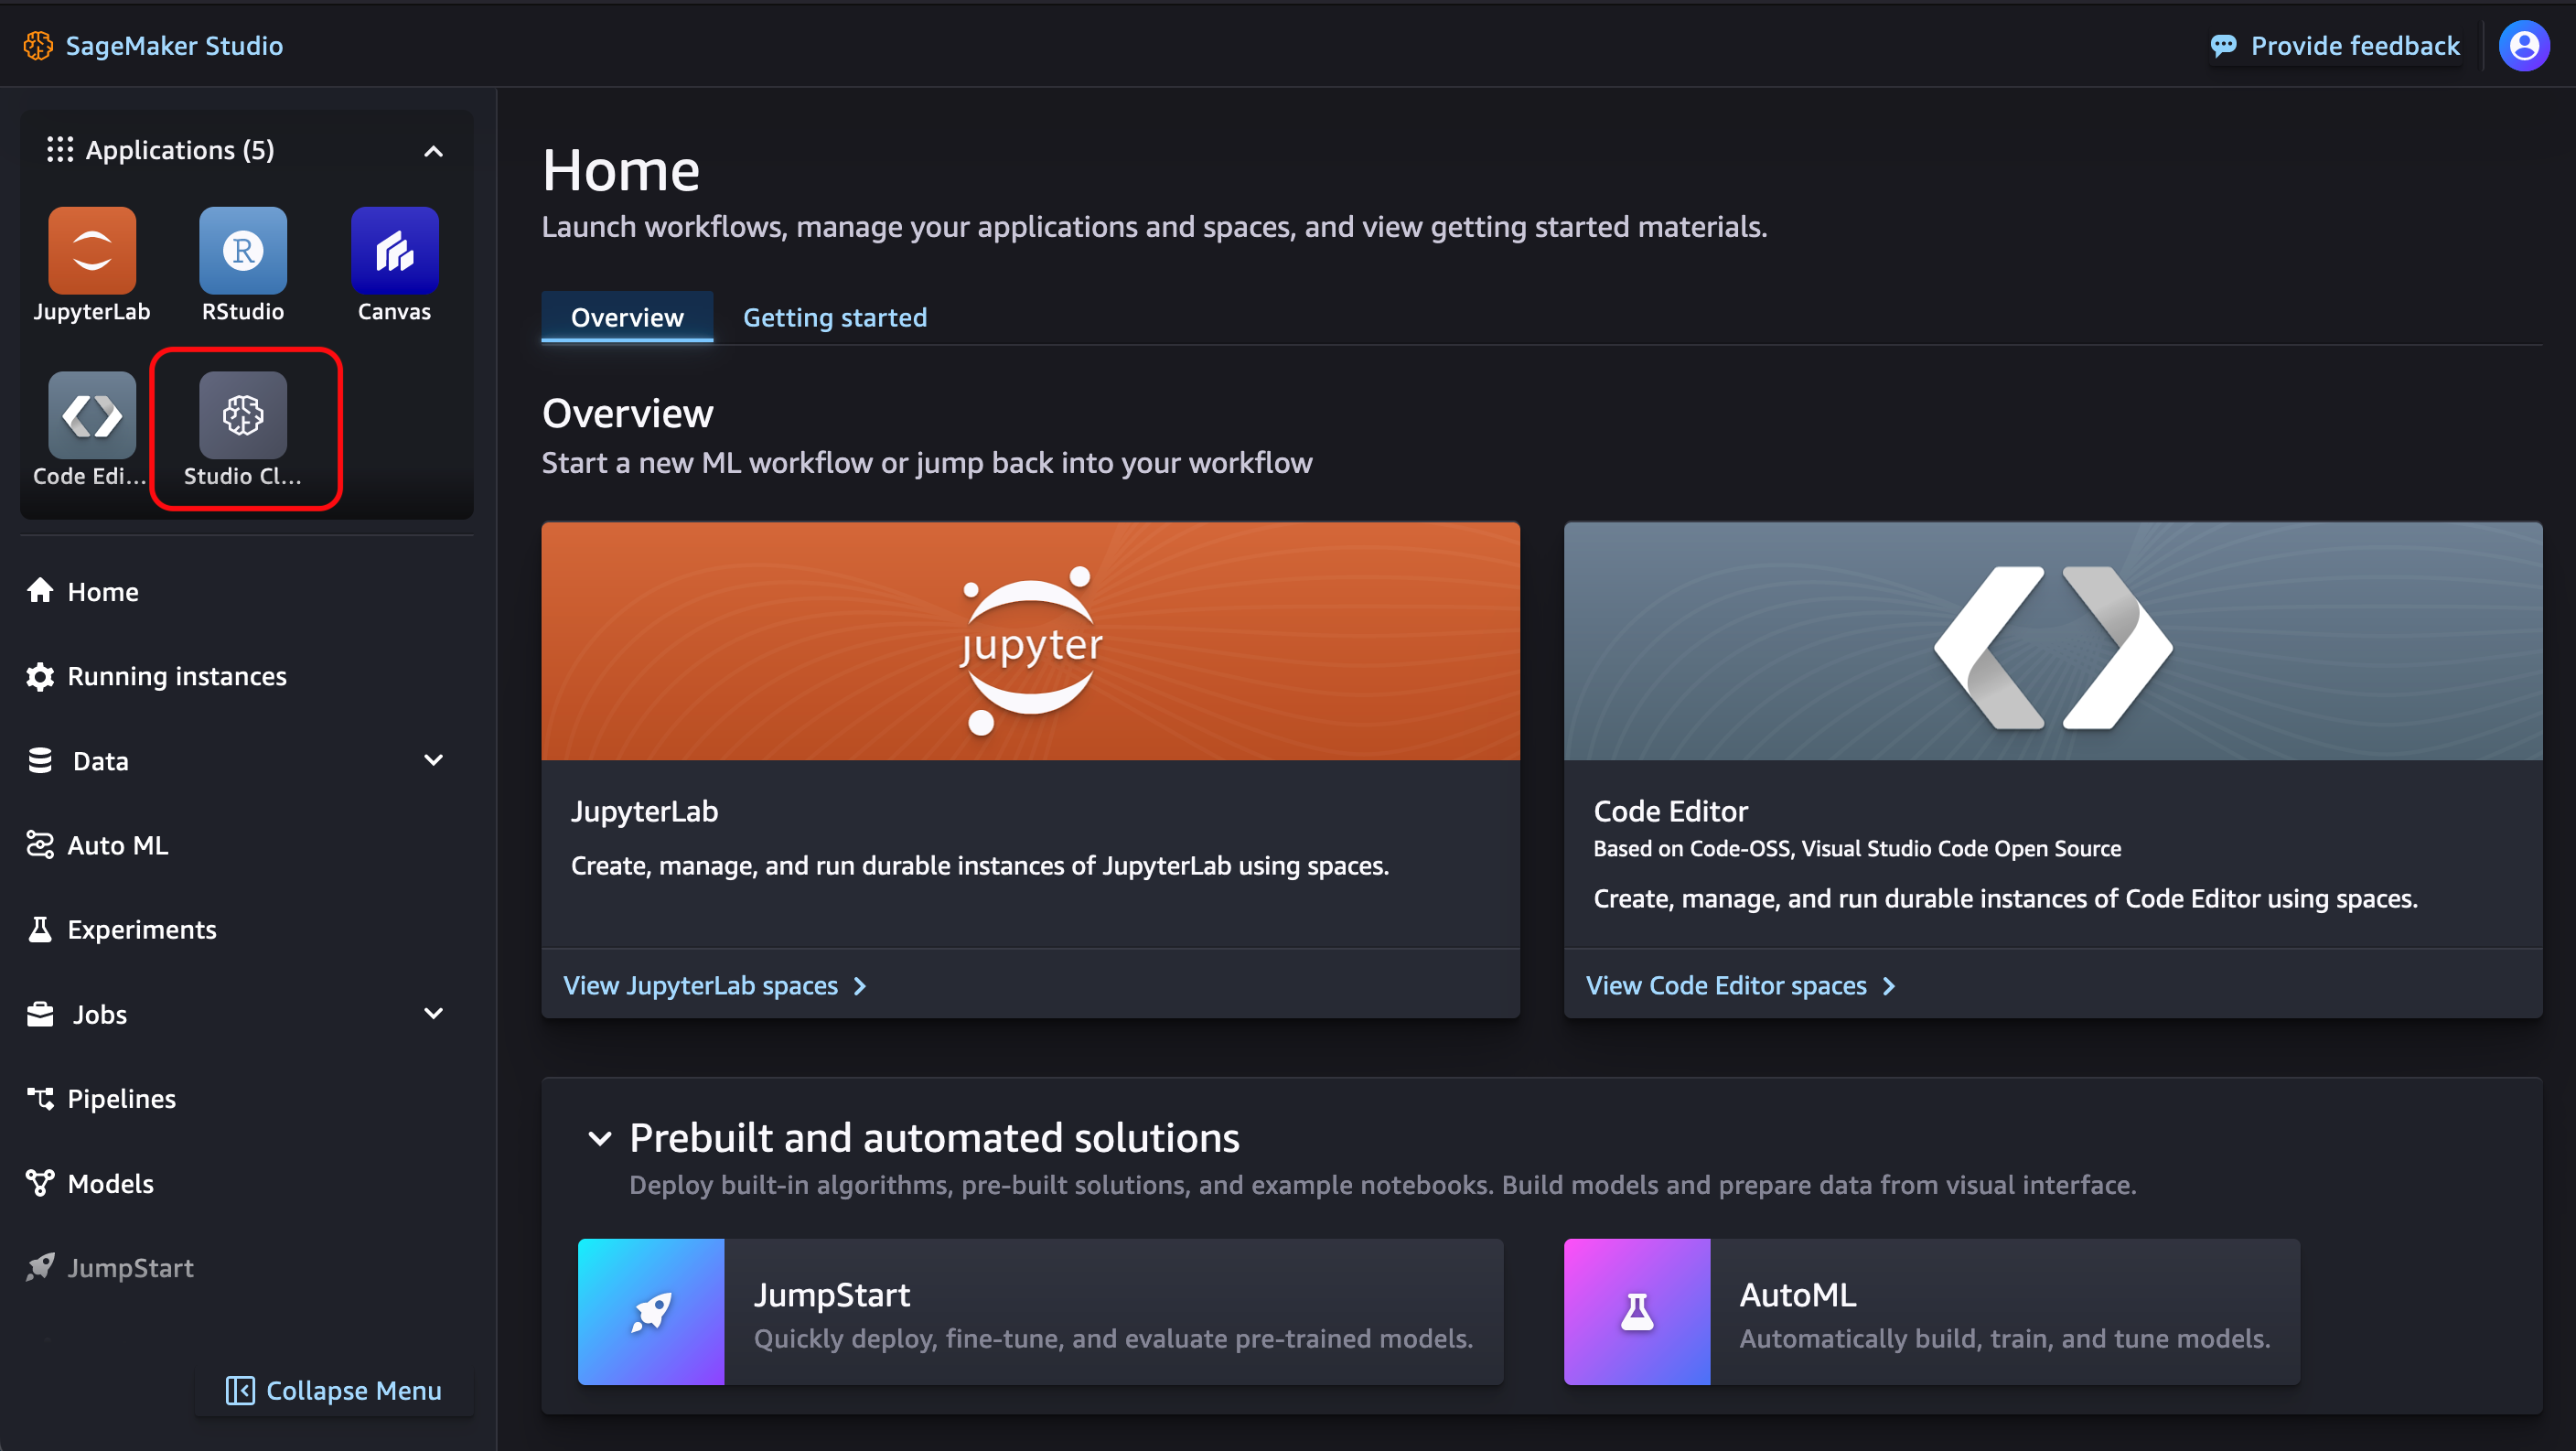 SageMaker Studio
Provide feedback
Applications (5)
JupyterLab
RStudio
Canvas
Code Edi...
Studio Cl...
Home
Running instances
Data
Auto ML
Experiments
Jobs
Pipelines
Models
JumpStart
Collapse Menu
Home
Launch workflows, manage your applications and spaces, and view getting started materials.
Overview
Getting started
Overview
Start a new ML workflow or jump back into your workflow
jupyter
JupyterLab
Create, manage, and run durable instances of JupyterLab using spaces.
View JupyterLab spaces
Code Editor
Based on Code-OSS, Visual Studio Code Open Source
Create, manage, and run durable instances of Code Editor using spaces.
View Code Editor spaces
Prebuilt and automated solutions
Deploy built-in algorithms, pre-built solutions, and example notebooks. Build models and prepare data from visual interface.
JumpStart
Quickly deploy, fine-tune, and evaluate pre-trained models.
AutoML
Automatically build, train, and tune models.